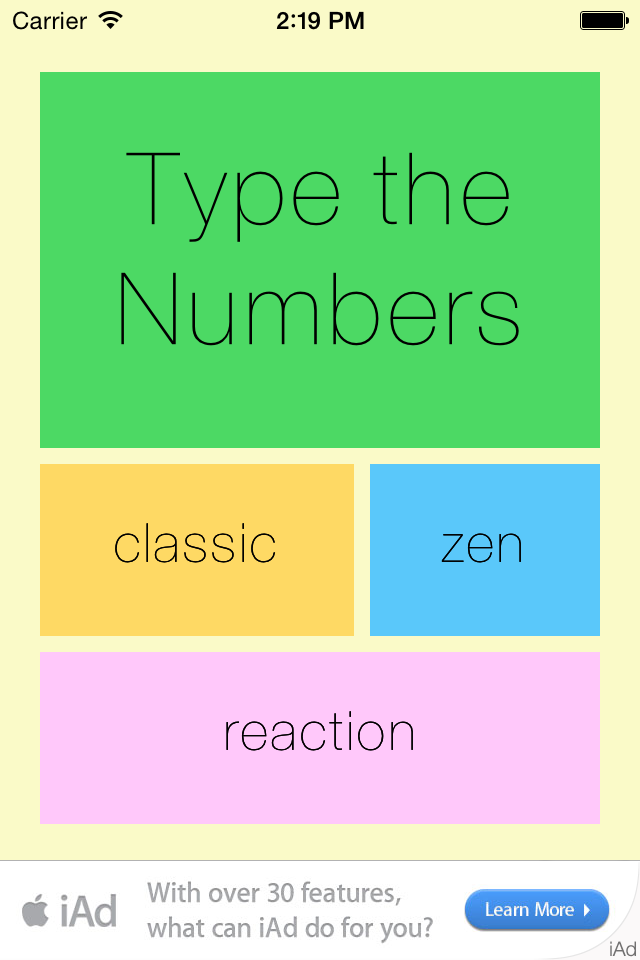 Carrier 2:19 PM
Type the
Numbers
classic zen
reaction
iAd With over 30 features,
what can iAd do for you?
Learn More
iAd